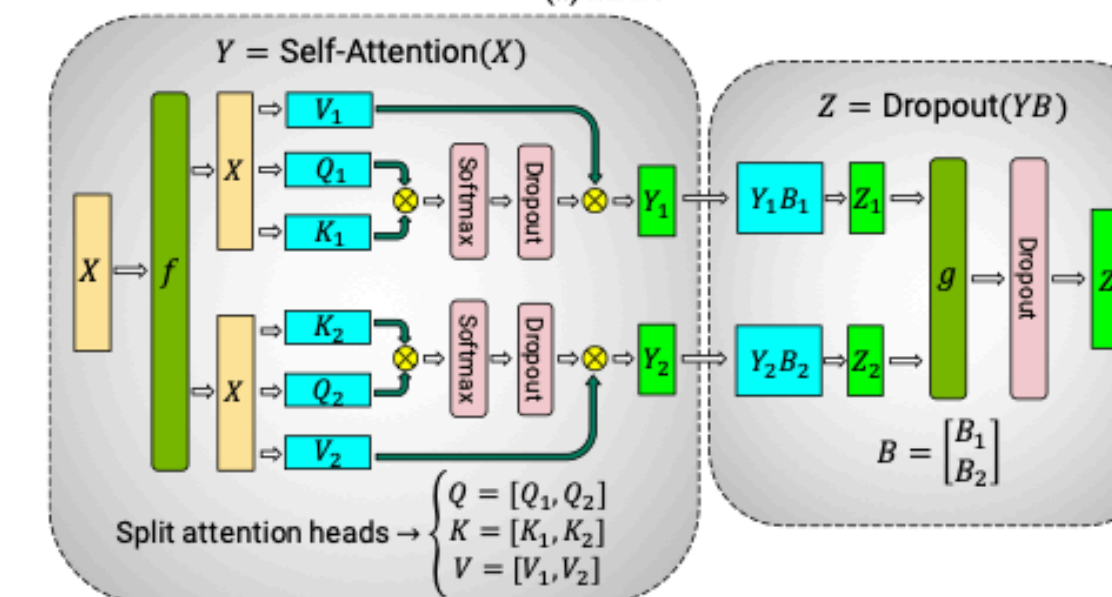 Y = Self-Attention(X)
Z = Dropout(YB)
X
f
X
V₁
Q₁
K₁
Softmax
Dropout
Y₁
Y₁B₁
Z₁
X
K₂
Q₂
V₂
Softmax
Dropout
Y₂
Y₂B₂
Z₂
g
Dropout
Z
B = [B₁
B₂]
Split attention heads → { Q = [Q₁, Q₂]
K = [K₁, K₂]
V = [V₁, V₂]